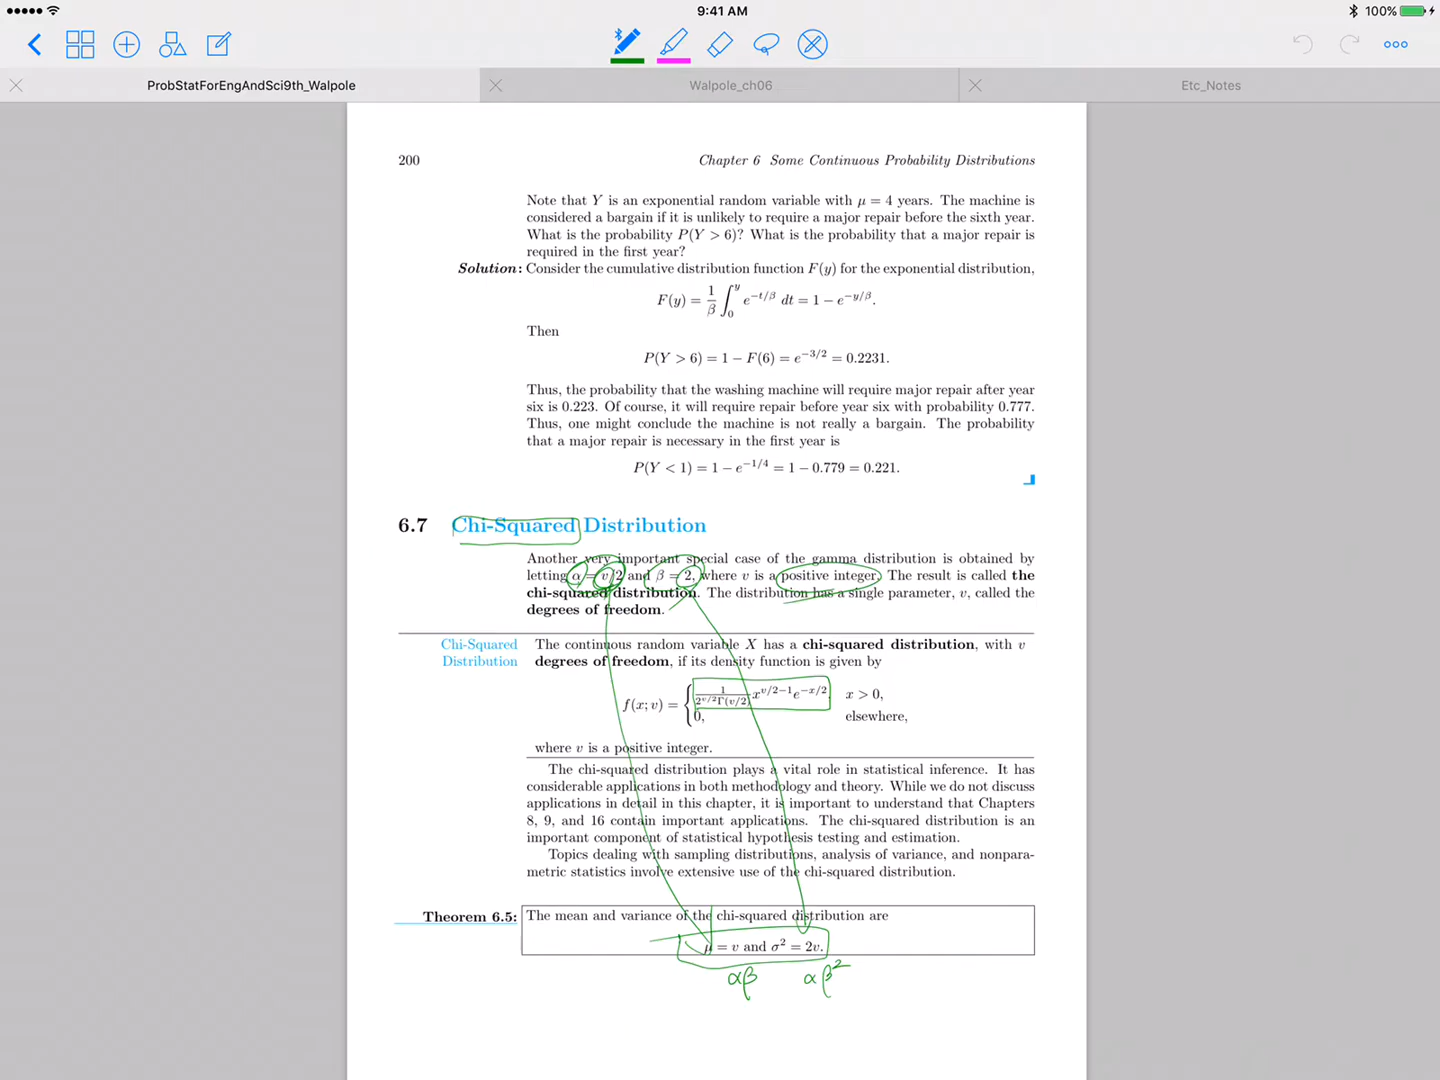 9:41 AM
100%
ProbStatForEngAndSci9th_Walpole
Walpole_ch06
Etc_Notes
200 Chapter 6 Some Continuous Probability Distributions
Note that Y is an exponential random variable with μ = 4 years. The machine is
considered a bargain if it is unlikely to require a major repair before the sixth year.
What is the probability P(Y > 6)? What is the probability that a major repair is
required in the first year?
Solution: Consider the cumulative distribution function F(y) for the exponential distribution,
F(y) = 1/β ∫₀^y e^{−t/β} dt = 1 − e^{−y/β}.
Then
P(Y > 6) = 1 − F(6) = e^{−3/2} = 0.2231.
Thus, the probability that the washing machine will require major repair after year
six is 0.223. Of course, it will require repair before year six with probability 0.777.
Thus, one might conclude the machine is not really a bargain. The probability
that a major repair is necessary in the first year is
P(Y < 1) = 1 − e^{−1/4} = 1 − 0.779 = 0.221.
6.7 Chi-Squared Distribution
Another very important special case of the gamma distribution is obtained by
letting α = v/2 and β = 2, where v is a positive integer. The result is called the
chi-squared distribution. The distribution has a single parameter, v, called the
degrees of freedom.
Chi-Squared Distribution
The continuous random variable X has a chi-squared distribution, with v
degrees of freedom, if its density function is given by
f(x; v) = { 1/(2^{v/2}Γ(v/2)) x^{v/2−1} e^{−x/2}, x > 0,
0, elsewhere,
where v is a positive integer.
The chi-squared distribution plays a vital role in statistical inference. It has
considerable applications in both methodology and theory. While we do not discuss
applications in detail in this chapter, it is important to understand that Chapters
8, 9, and 16 contain important applications. The chi-squared distribution is an
important component of statistical hypothesis testing and estimation.
Topics dealing with sampling distributions, analysis of variance, and nonpara-
metric statistics involve extensive use of the chi-squared distribution.
Theorem 6.5: The mean and variance of the chi-squared distribution are
μ = v and σ² = 2v.
αβ αβ²